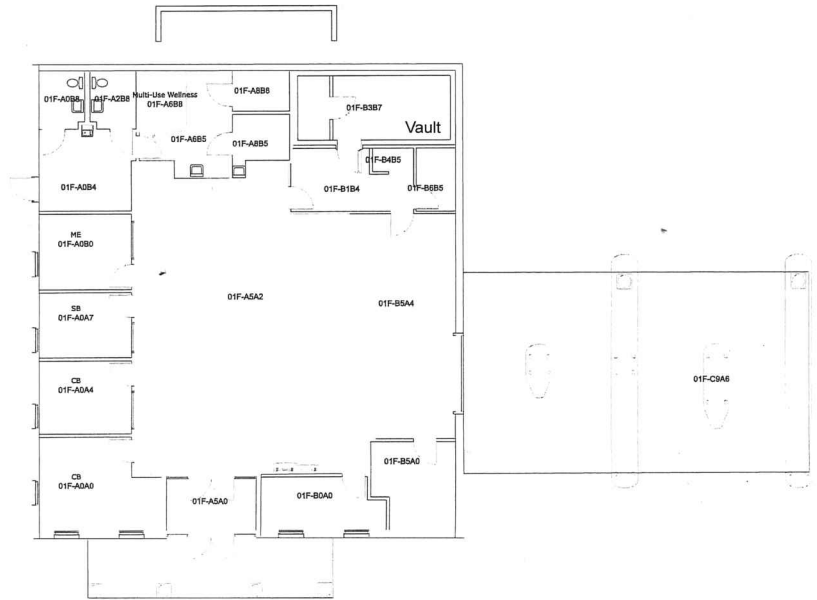 Multi-Use Wellness
01F-A8B6
01F-A0B8
01F-A2B8
01F-A6B8
01F-B3B7
Vault
01F-A6B5
01F-A8B5
01F-B4B5
01F-A0B4
01F-B1B4
01F-B6B5
ME
01F-A0B0
01F-A5A2
01F-B5A4
SB
01F-A0A7
CB
01F-A0A4
01F-C9A6
01F-B5A0
CB
01F-A0A0
01F-A5A0
01F-B0A0